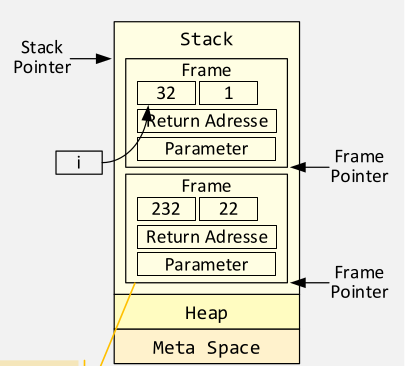 Stack
Stack
Pointer
Frame
32 1
Return Adresse
Parameter
i
Frame
Pointer
Frame
232 22
Return Adresse
Parameter
Frame
Pointer
Heap
Meta Space